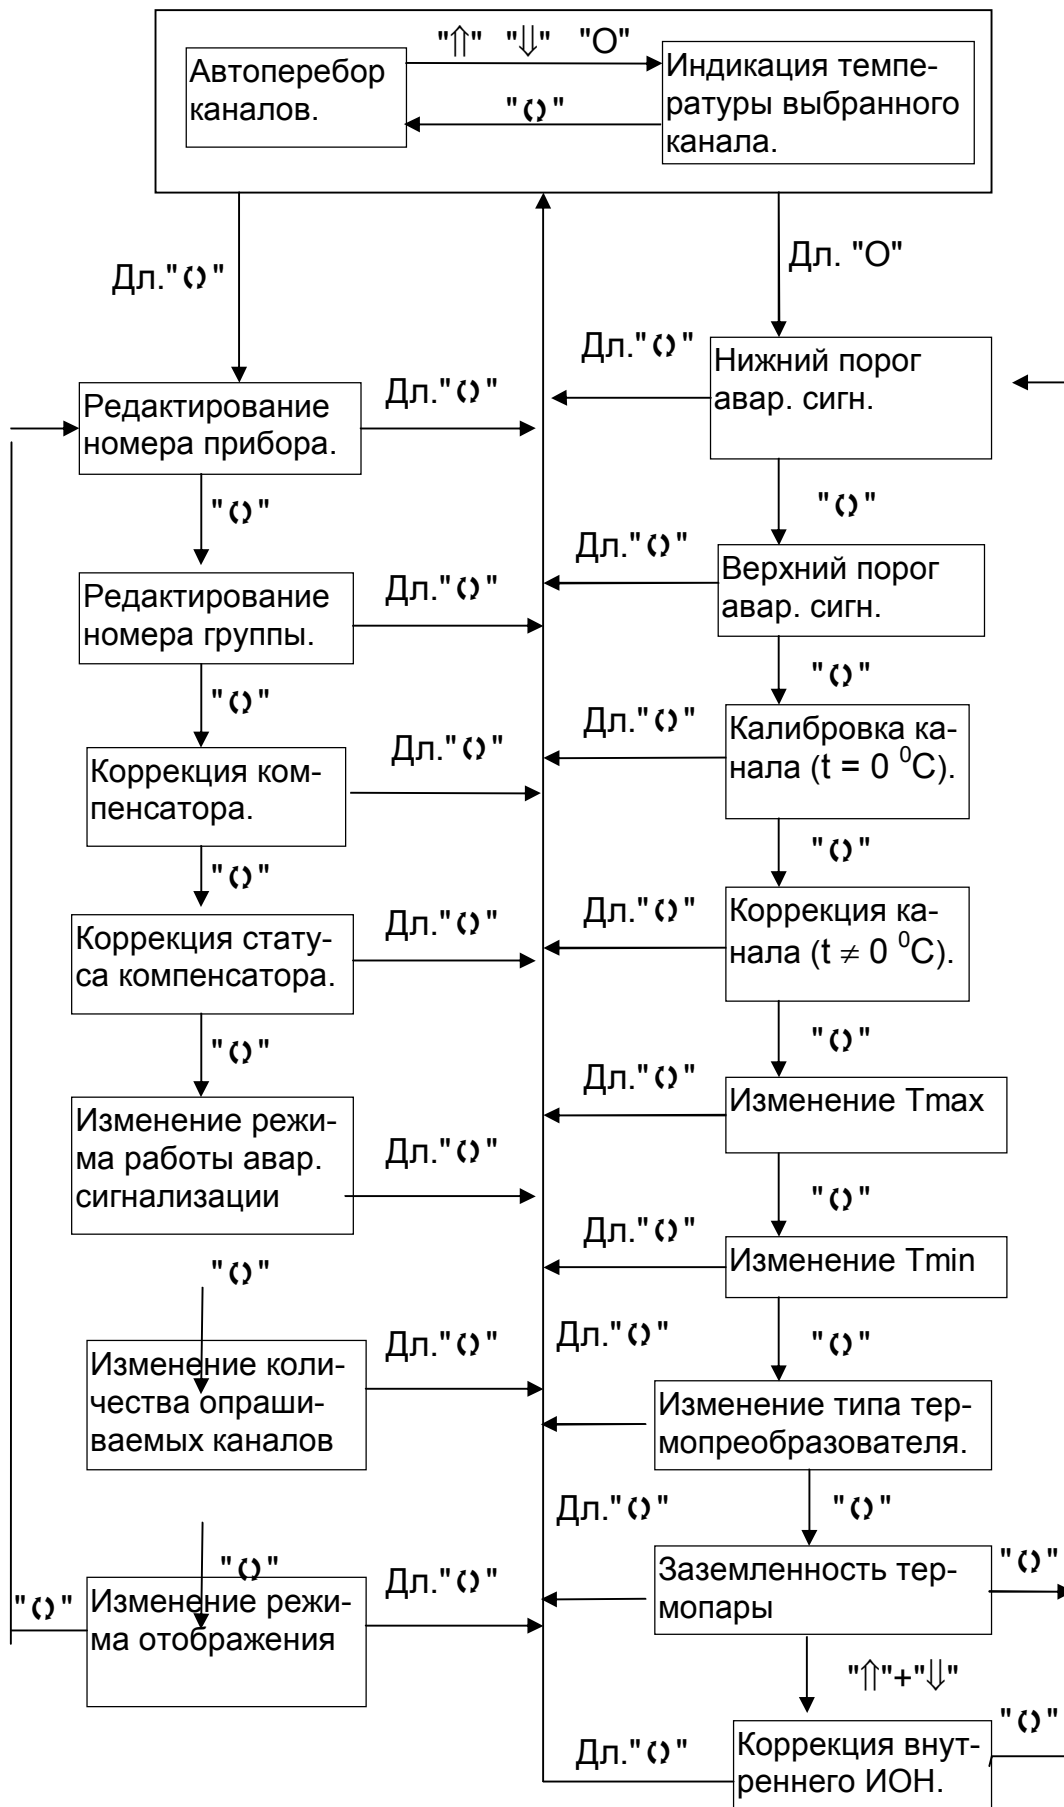 "⇑" "⇓" "O"
Автоперебор
каналов.
"🗘"
Индикация темпе-
ратуры выбранного
канала.
Дл."🗘"
Дл. "O"
Редактирование
номера прибора.
Дл."🗘"
"🗘"
Редактирование
номера группы.
Дл."🗘"
"🗘"
Коррекция ком-
пенсатора.
Дл."🗘"
"🗘"
Коррекция стату-
са компенсатора.
Дл."🗘"
"🗘"
Изменение режи-
ма работы авар.
сигнализации
Дл."🗘"
"🗘"
Изменение коли-
чества опраши-
ваемых каналов
Дл."🗘"
"🗘"
"🗘"
Изменение режи-
ма отображения
Дл."🗘"
Дл."🗘"
Нижний порог
авар. сигн.
"🗘"
Дл."🗘"
Верхний порог
авар. сигн.
"🗘"
Дл."🗘"
Калибровка ка-
нала (t = 0 ⁰C).
"🗘"
Дл."🗘"
Коррекция ка-
нала (t ≠ 0 ⁰C).
"🗘"
Дл."🗘"
Изменение Tmax
"🗘"
Дл."🗘"
Изменение Tmin
"🗘"
Дл."🗘"
Изменение типа тер-
мопреобразователя.
"🗘"
Дл."🗘"
Заземленность тер-
мопары
"🗘"
"⇑"+"⇓"
Дл."🗘"
Коррекция внут-
реннего ИОН.
"🗘"